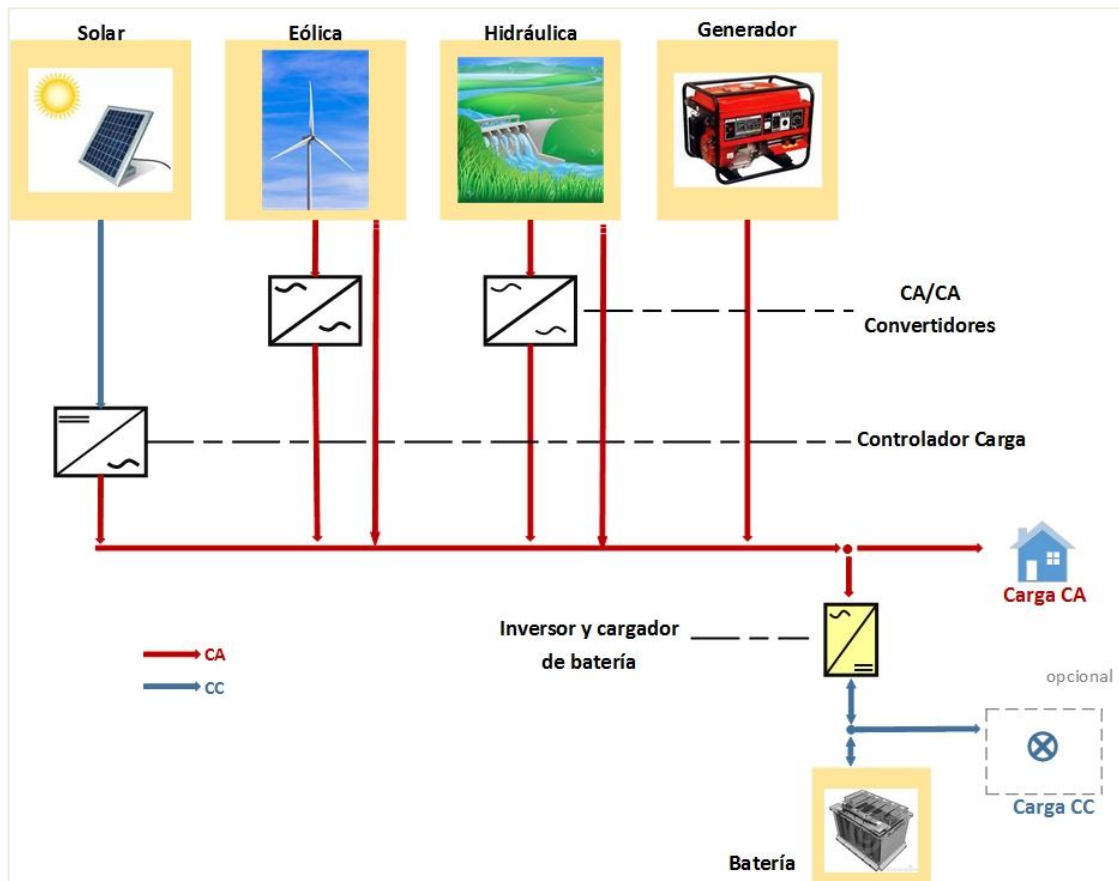 Solar
Eólica
Hidráulica
Generador
CA/CA
Convertidores
Controlador Carga
Carga CA
Inversor y cargador
de batería
CA
CC
opcional
Carga CC
Batería